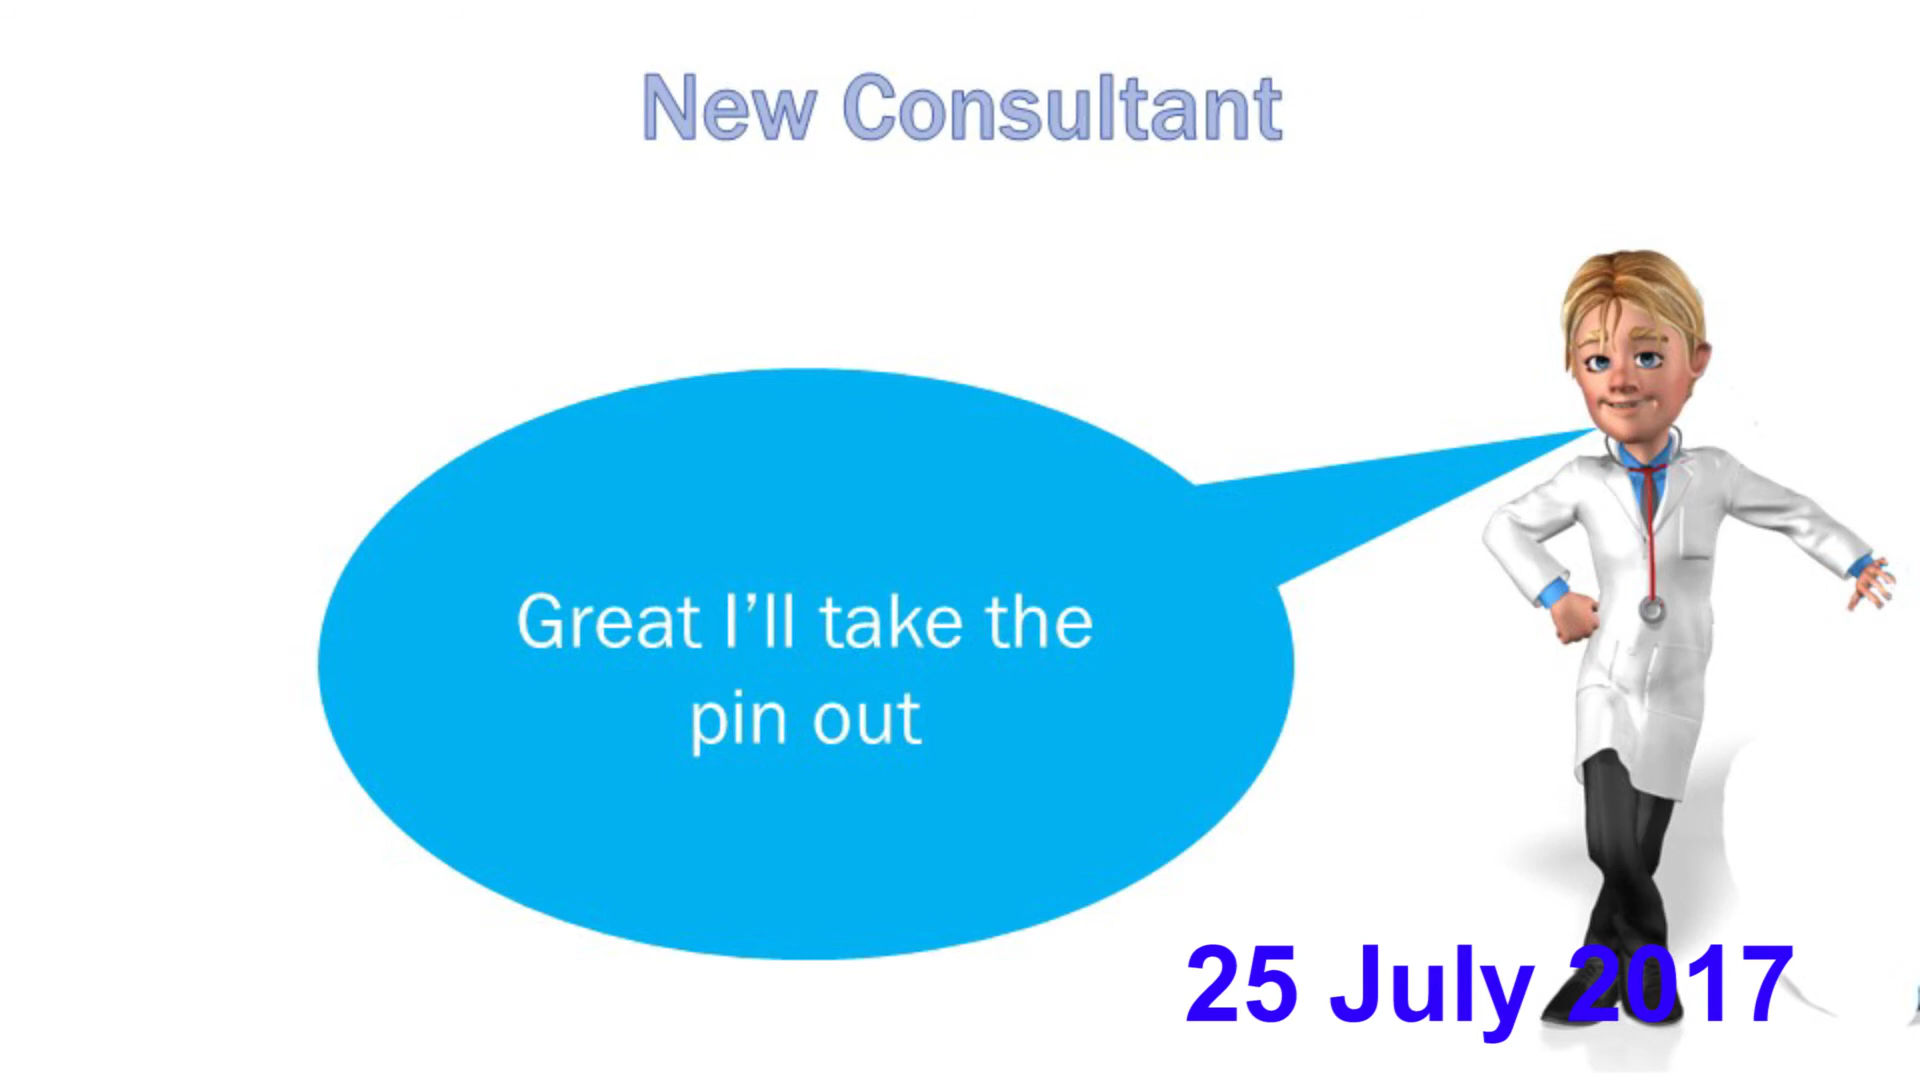 New Consultant
Great I’ll take the
pin out
25 July 2017